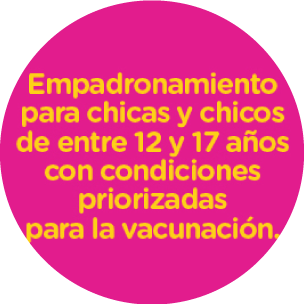 Empadronamiento
para chicas y chicos
de entre 12 y 17 años
con condiciones
priorizadas
para la vacunación.